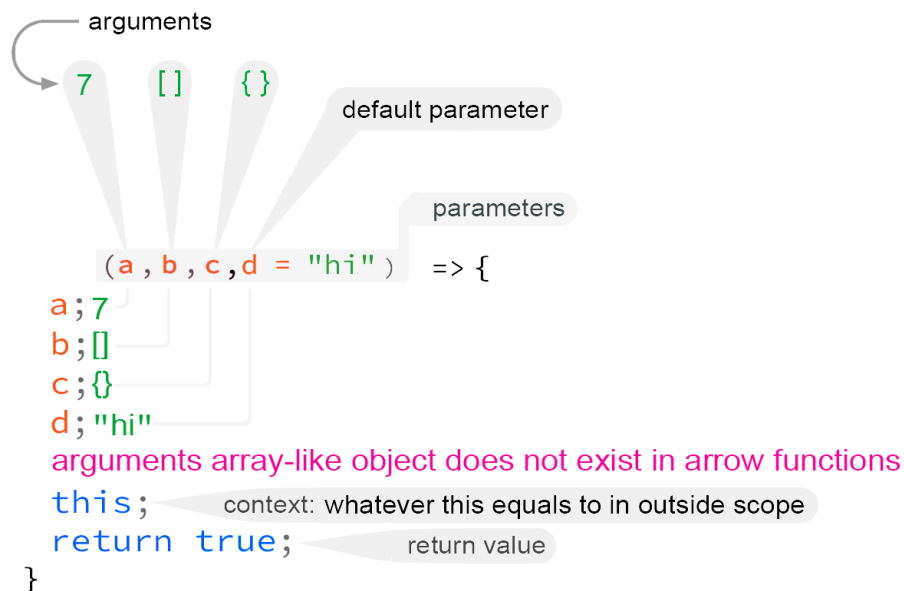 arguments
7 [] {}
default parameter
parameters
(a,b,c,d = "hi") => {
a;7
b;[]
c;{}
d;"hi"
arguments array-like object does not exist in arrow functions
this; context: whatever this equals to in outside scope
return true; return value
}